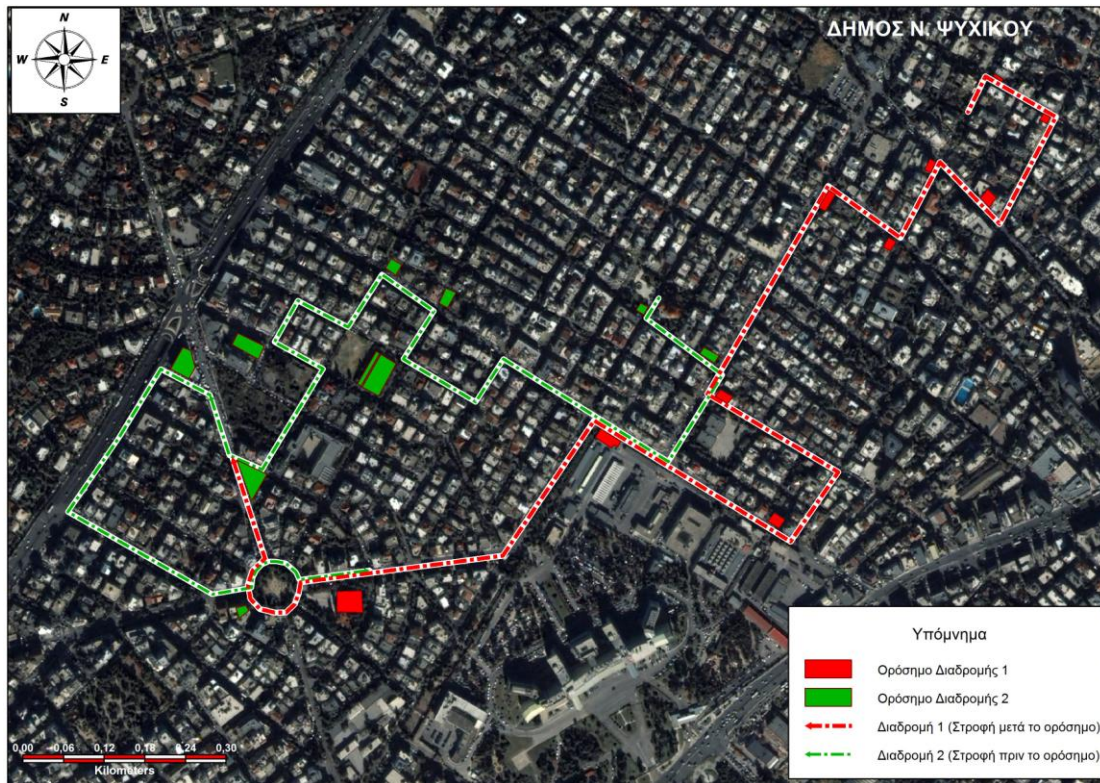 N
W E
S
ΔΗΜΟΣ Ν. ΨΥΧΙΚΟΥ
Υπόμνημα
Ορόσημο Διαδρομής 1
Ορόσημο Διαδρομής 2
Διαδρομή 1 (Στροφή μετά το ορόσημο)
Διαδρομή 2 (Στροφή πριν το ορόσημο)
0,00 0,06 0,12 0,18 0,24 0,30
Kilometers